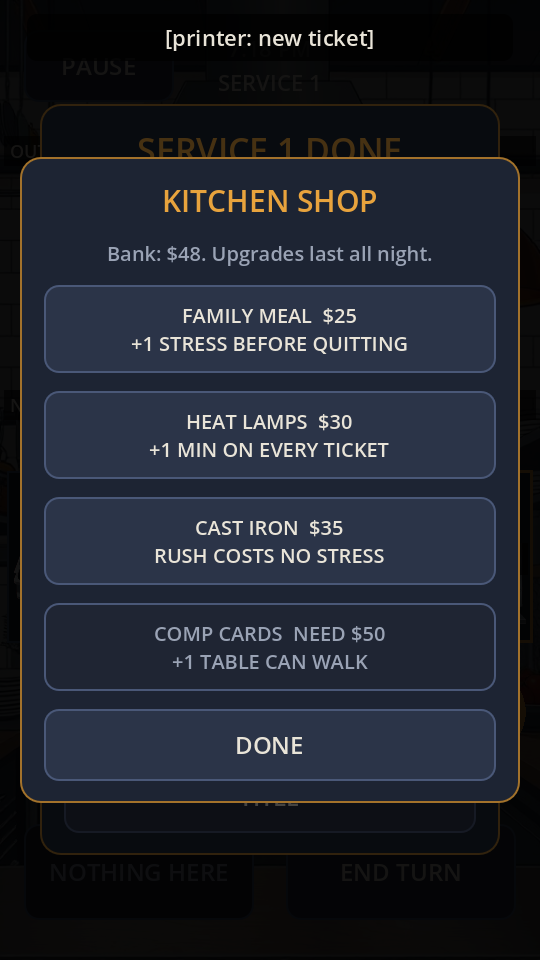 [printer: new ticket]
PAUSE
SERVICE 1
SERVICE 1 DONE
KITCHEN SHOP
Bank: $48. Upgrades last all night.
FAMILY MEAL $25
+1 STRESS BEFORE QUITTING
HEAT LAMPS $30
+1 MIN ON EVERY TICKET
CAST IRON $35
RUSH COSTS NO STRESS
COMP CARDS NEED $50
+1 TABLE CAN WALK
DONE
NOTHING HERE
END TURN